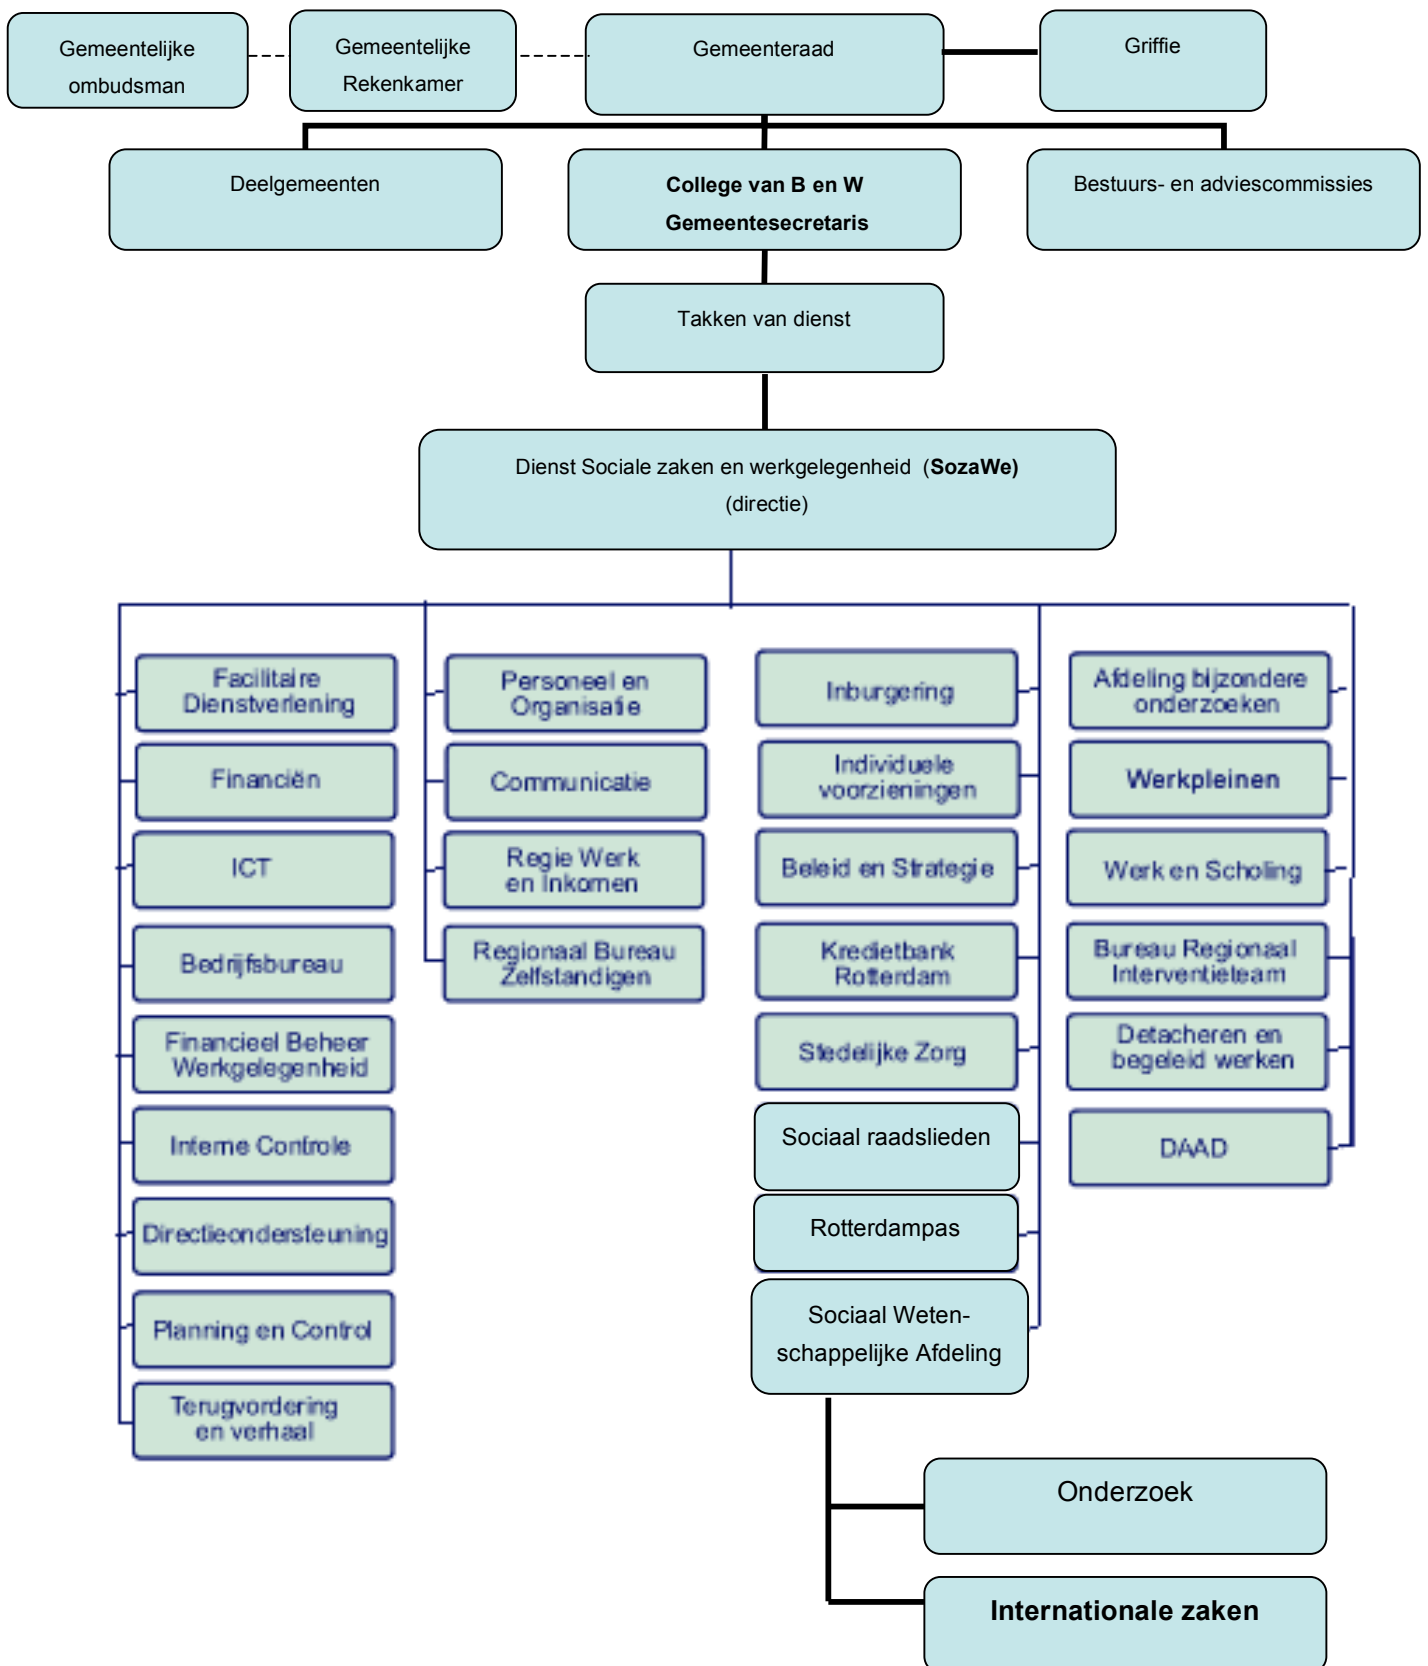 Gemeentelijke
ombudsman
Gemeentelijke
Rekenkamer
Gemeenteraad
Griffie
Deelgemeenten
College van B en W
Gemeentesecretaris
Bestuurs- en adviescommissies
Takken van dienst
Dienst Sociale zaken en werkgelegenheid (SozaWe)
(directie)
Facilitaire
Dienstverlening
Financiën
ICT
Bedrijfsbureau
Financieel Beheer
Werkgelegenheid
Interne Controle
Directieondersteuning
Planning en Control
Terugvordering
en verhaal
Personeel en
Organisatie
Communicatie
Regie Werk
en Inkomen
Regionaal Bureau
Zelfstandigen
Inburgering
Individuele
voorzieningen
Beleid en Strategie
Kredietbank
Rotterdam
Stedelijke Zorg
Sociaal raadslieden
Rotterdampas
Sociaal Weten-
schappelijke Afdeling
Afdeling bijzondere
onderzoeken
Werkpleinen
Werk en Scholing
Bureau Regionaal
Interventieteam
Detacheren en
begeleid werken
DAAD
Onderzoek
Internationale zaken